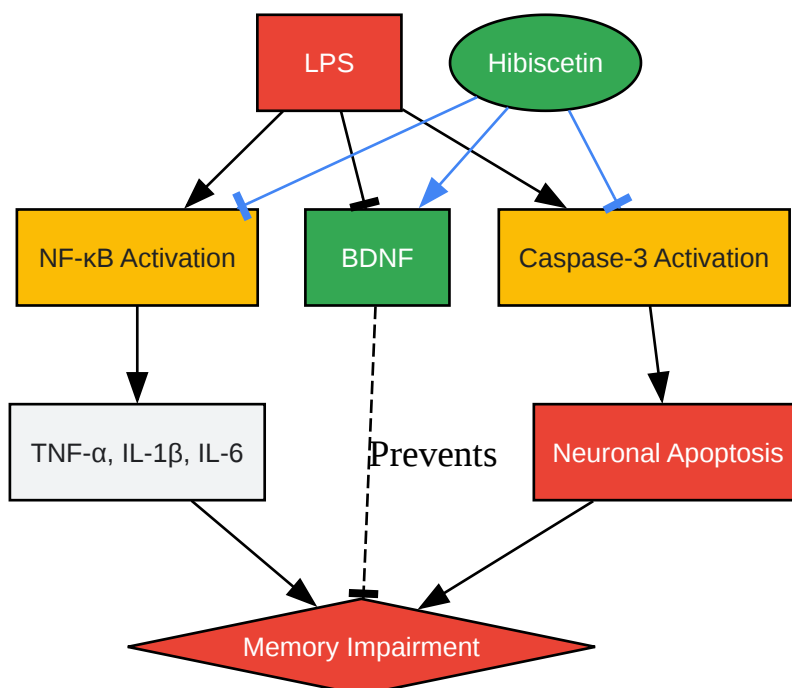 LPS
Hibiscetin
NF-κB Activation
BDNF
Caspase-3 Activation
TNF-α, IL-1β, IL-6
Prevents
Neuronal Apoptosis
Memory Impairment